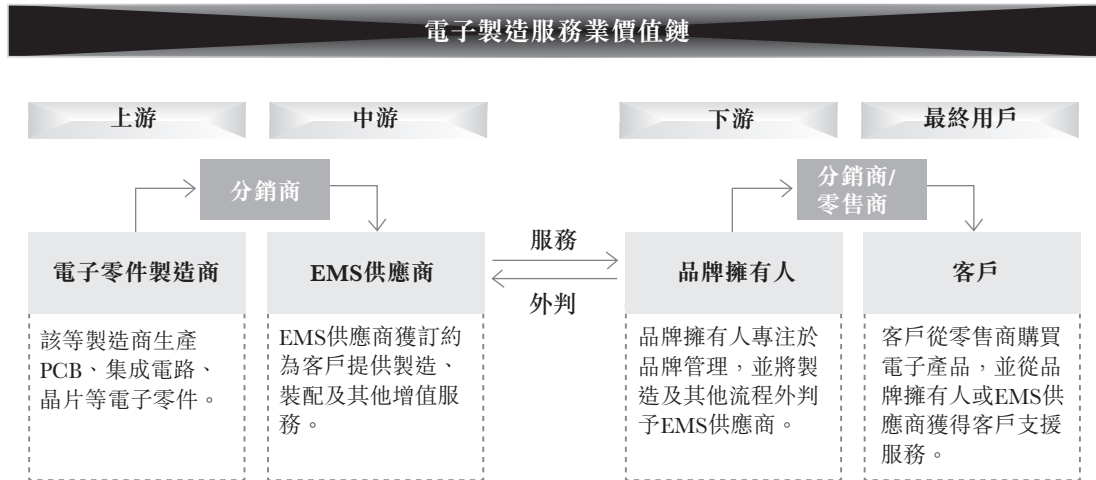 電子製造服務業價值鏈
上游
中游
下游
最終用戶
分銷商
分銷商/
零售商
電子零件製造商
EMS供應商
服務
外判
品牌擁有人
客戶
該等製造商生產
PCB、集成電路、
晶片等電子零件。
EMS供應商獲訂約
為客戶提供製造、
裝配及其他增值服
務。
品牌擁有人專注於
品牌管理，並將製
造及其他流程外判
予EMS供應商。
客戶從零售商購買
電子產品，並從品
牌擁有人或EMS供
應商獲得客戶支援
服務。